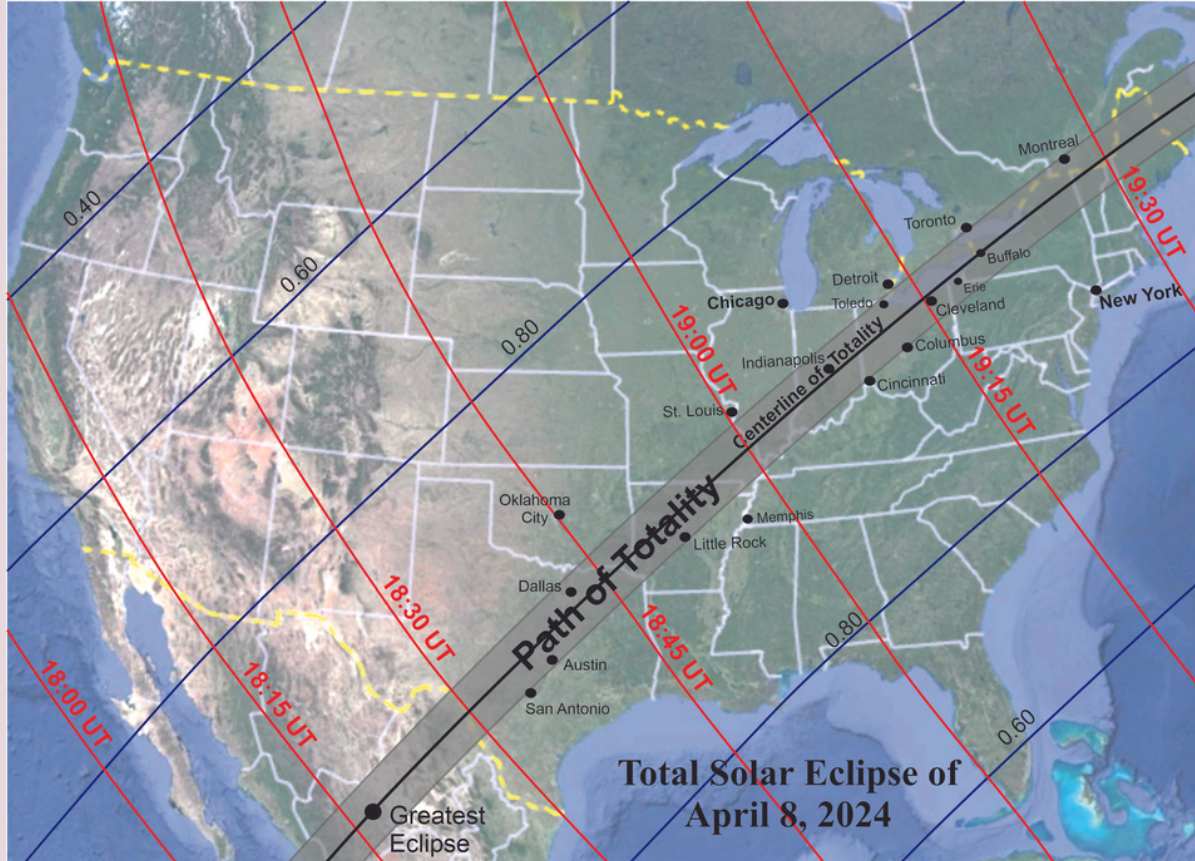 0.40
0.60
0.80
Montreal
19:30 UT
Toronto
Buffalo
Detroit
Erie
Chicago
Toledo
Cleveland
New York
19:00 UT
Columbus
Indianapolis
Centerline of Totality
19:15 UT
Cincinnati
St. Louis
Path of Totality
Oklahoma
City
Memphis
Little Rock
Dallas
18:30 UT
18:45 UT
0.80
Austin
18:00 UT
18:15 UT
San Antonio
0.60
Total Solar Eclipse of
April 8, 2024
Greatest
Eclipse